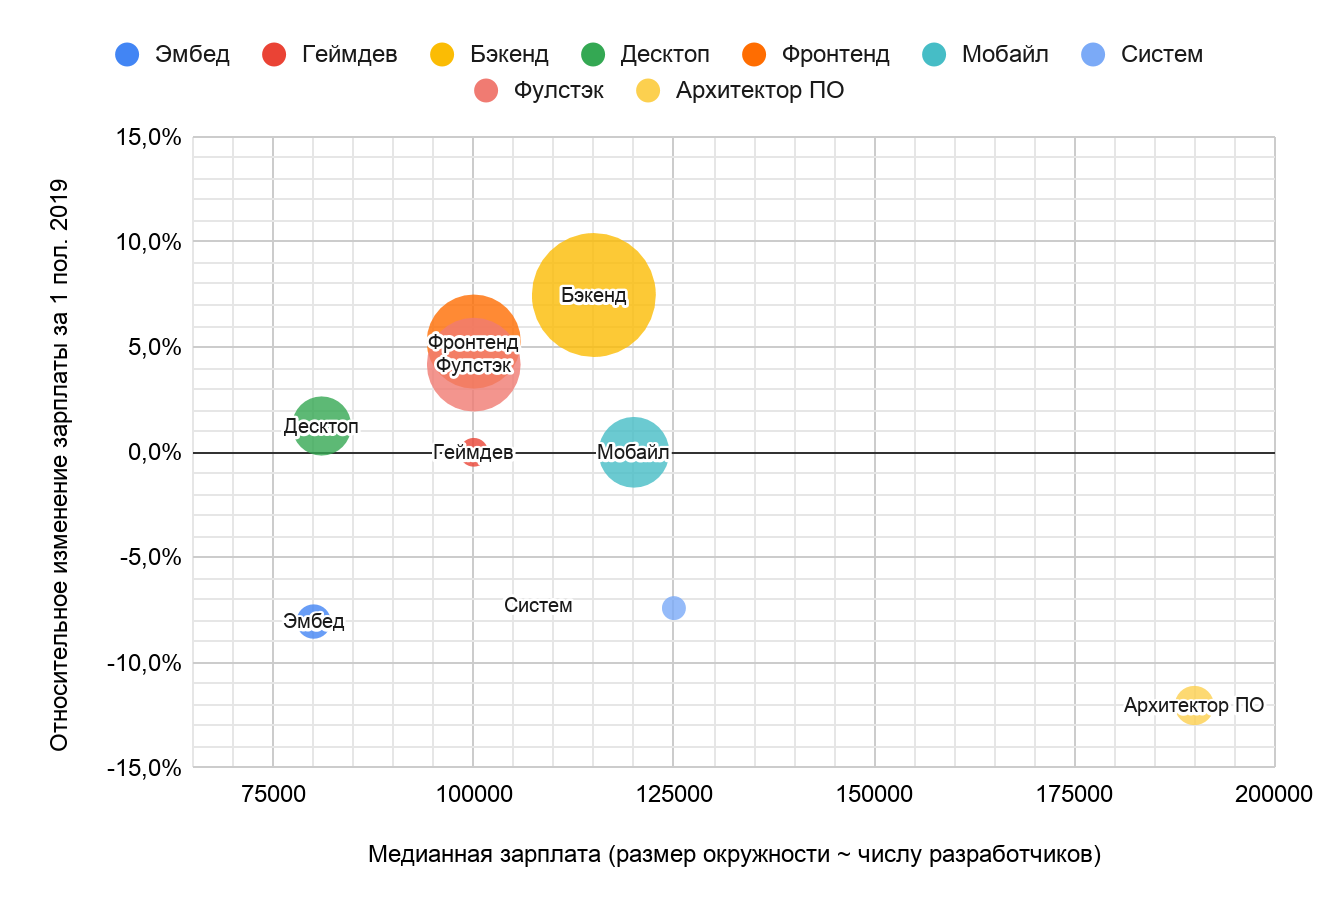 Эмбед Геймдев Бэкенд Десктоп Фронтенд Мобайл Систем
Фулстэк Архитектор ПО
Относительное изменение зарплаты за 1 пол. 2019
15,0%
10,0%
5,0%
0,0%
-5,0%
-10,0%
-15,0%
Бэкенд
Фронтенд
Фулстэк
Десктоп
Геймдев
Мобайл
Систем
Эмбед
Архитектор ПО
75000 100000 125000 150000 175000 200000
Медианная зарплата (размер окружности ~ числу разработчиков)